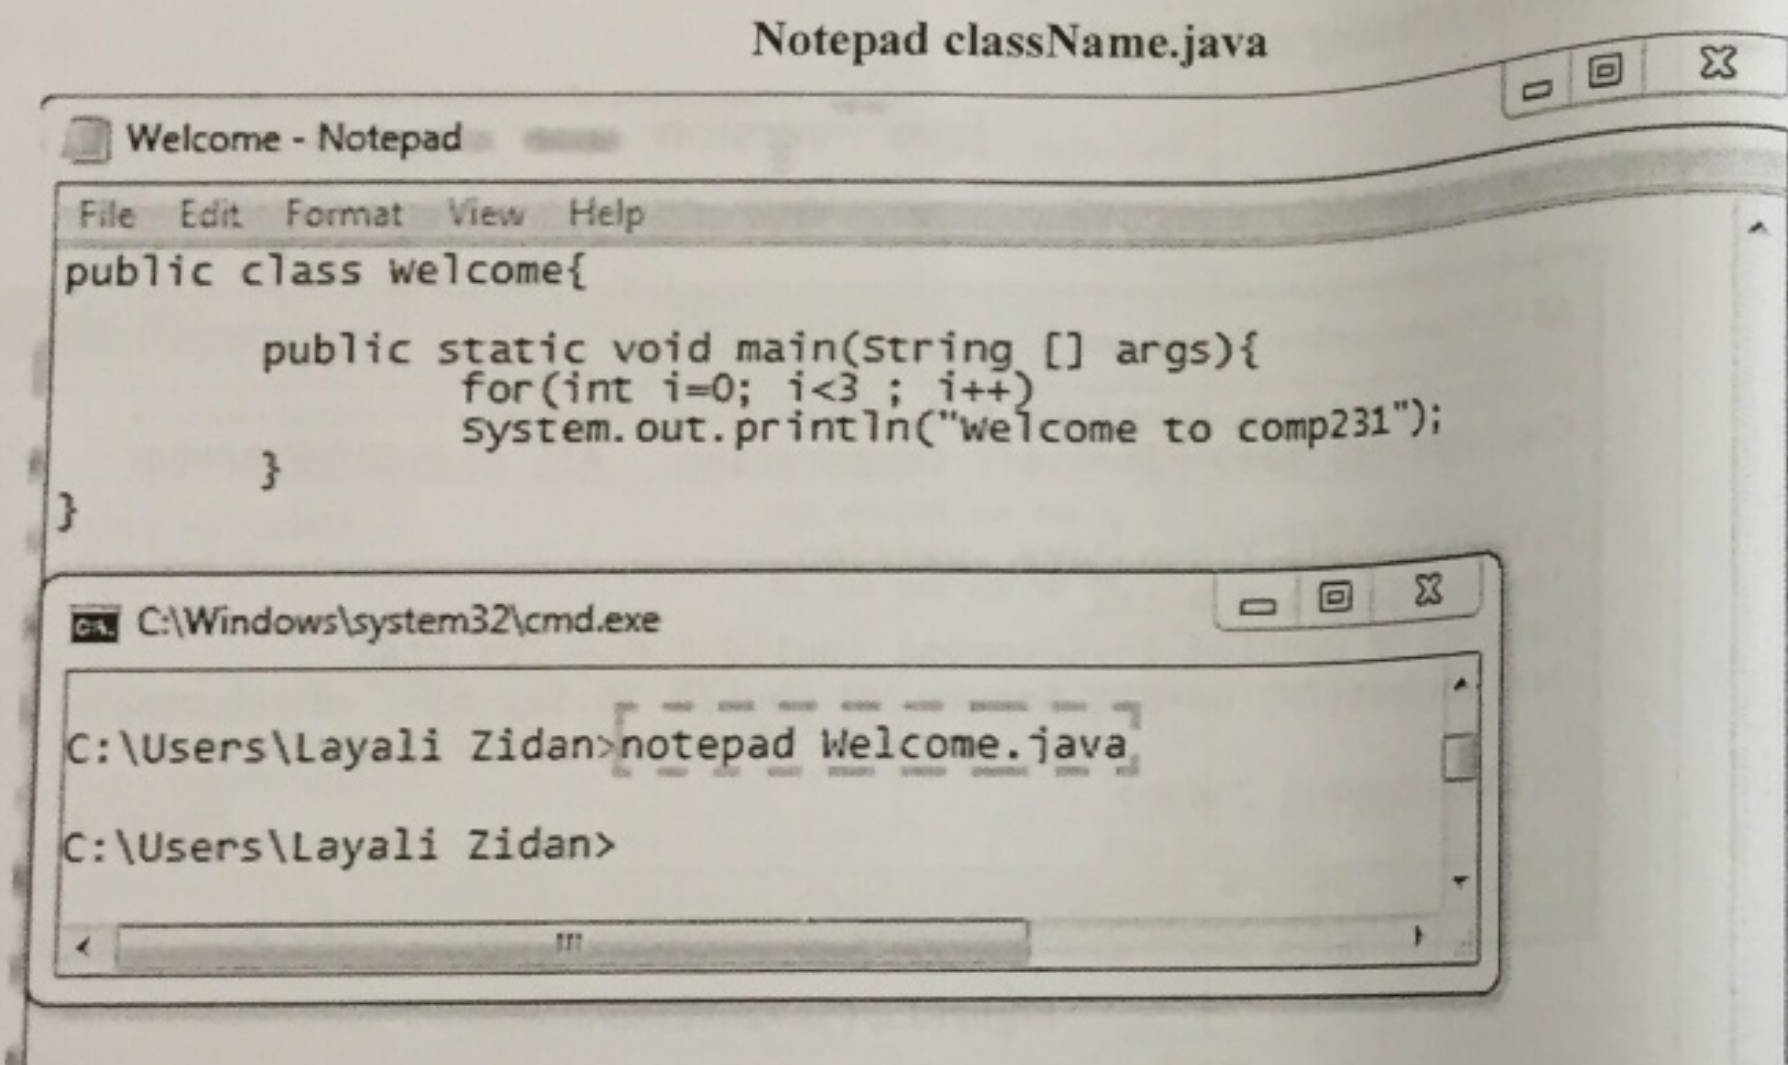 Notepad className.java
Welcome - Notepad
File Edit Format View Help
public class Welcome{
public static void main(String [] args){
for(int i=0; i<3 ; i++)
System.out.println("Welcome to comp231");
}
}
C:\Windows\system32\cmd.exe
C:\Users\Layali Zidan>notepad Welcome.java
C:\Users\Layali Zidan>